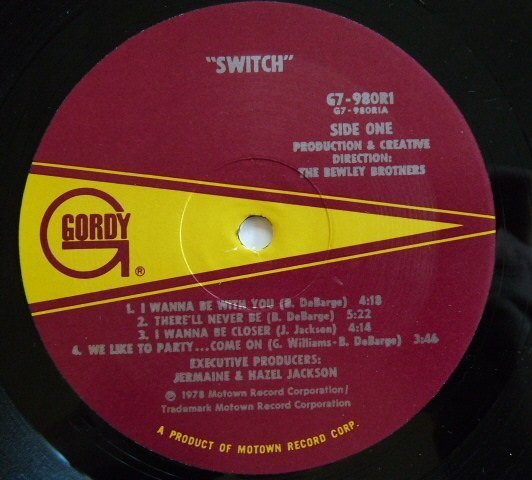 "SWITCH"
G7-980R1
G7-980R1A
SIDE ONE
PRODUCTION & CREATIVE
DIRECTION:
THE BEWLEY BROTHERS
GORDY
®
1. I WANNA BE WITH YOU (B. DeBarge) 4:18
2. THERE'LL NEVER BE (B. DeBarge) 5:22
3. I WANNA BE CLOSER (J. Jackson) 4:14
4. WE LIKE TO PARTY...COME ON (G. Williams-B. DeBarge) 3:46
EXECUTIVE PRODUCERS:
JERMAINE & HAZEL JACKSON
℗ 1978 Motown Record Corporation/
Trademark Motown Record Corporation
A PRODUCT OF MOTOWN RECORD CORP.